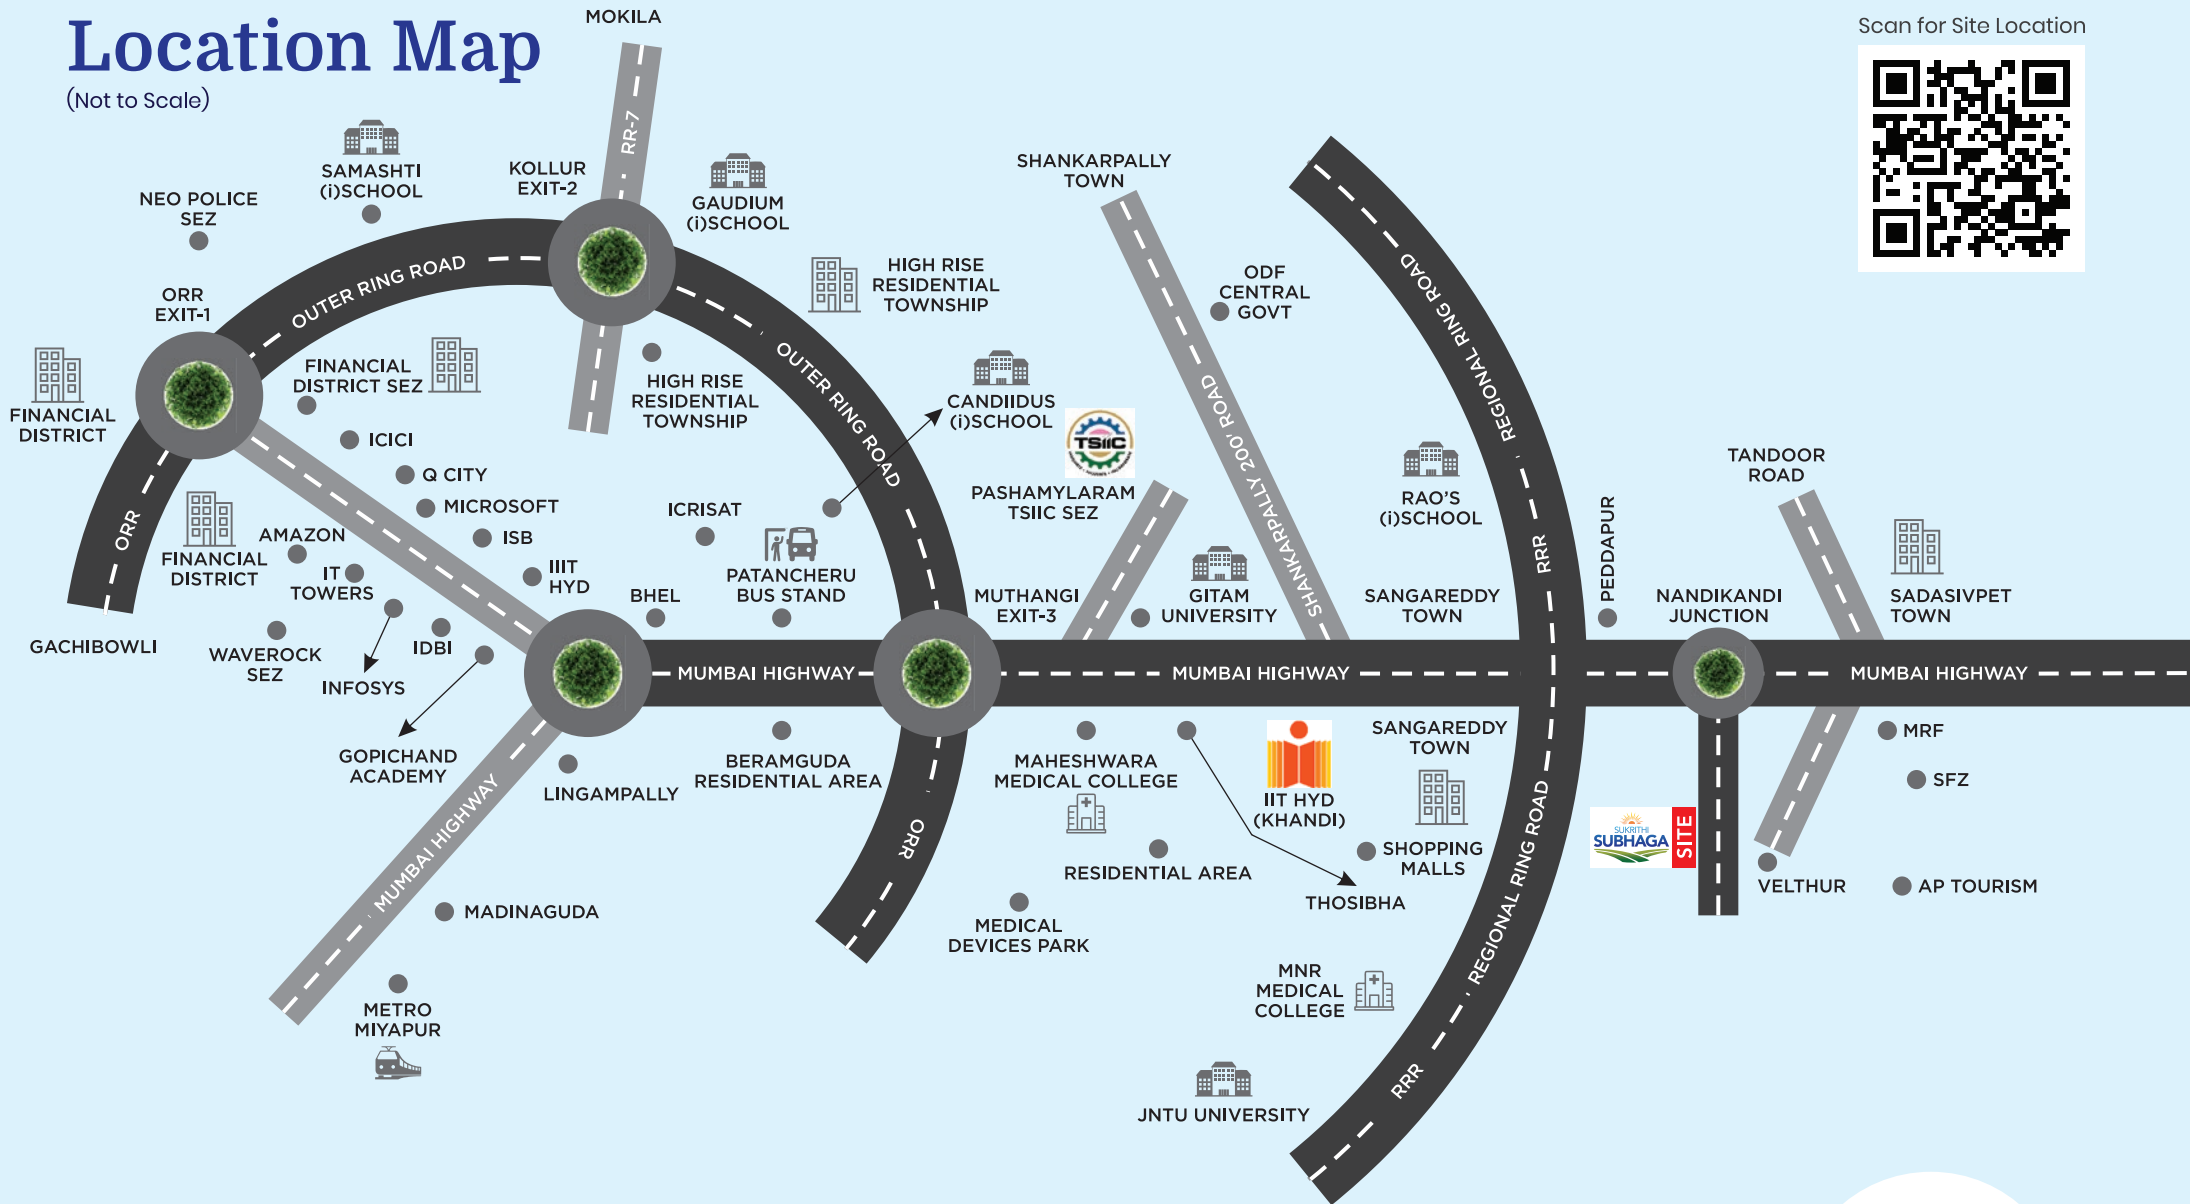 Location Map
(Not to Scale)
Scan for Site Location
MOKILA
RR-7
SAMASHTI
(i)SCHOOL
KOLLUR
EXIT-2
GAUDIUM
(i)SCHOOL
NEO POLICE
SEZ
ORR
EXIT-1
OUTER RING ROAD
HIGH RISE
RESIDENTIAL
TOWNSHIP
SHANKARPALLY
TOWN
ODF
CENTRAL
GOVT
REGIONAL RING ROAD
FINANCIAL
DISTRICT
FINANCIAL
DISTRICT SEZ
HIGH RISE
RESIDENTIAL
TOWNSHIP
OUTER RING ROAD
CANDIIDUS
(i)SCHOOL
TSiiC
SHANKARPALLY 200' ROAD
ICICI
Q CITY
MICROSOFT
ISB
IIIT
HYD
ORR
FINANCIAL
DISTRICT
AMAZON
IT
TOWERS
ICRISAT
PATANCHERU
BUS STAND
PASHAMYLARAM
TSIIC SEZ
RAO'S
(i)SCHOOL
RRR
TANDOOR
ROAD
PEDDAPUR
GACHIBOWLI
WAVEROCK
SEZ
INFOSYS
IDBI
BHEL
MUTHANGI
EXIT-3
GITAM
UNIVERSITY
SANGAREDDY
TOWN
NANDIKANDI
JUNCTION
SADASIVPET
TOWN
MUMBAI HIGHWAY
MUMBAI HIGHWAY
MUMBAI HIGHWAY
GOPICHAND
ACADEMY
LINGAMPALLY
BERAMGUDA
RESIDENTIAL AREA
MAHESHWARA
MEDICAL COLLEGE
IIT HYD
(KHANDI)
SANGAREDDY
TOWN
MRF
SFZ
MUMBAI HIGHWAY
ORR
RESIDENTIAL AREA
SHOPPING
MALLS
THOSIBHA
REGIONAL RING ROAD
SUKRITHI
SUBHAGA
SITE
VELTHUR
AP TOURISM
MADINAGUDA
MEDICAL
DEVICES PARK
METRO
MIYAPUR
MNR
MEDICAL
COLLEGE
RRR
JNTU UNIVERSITY